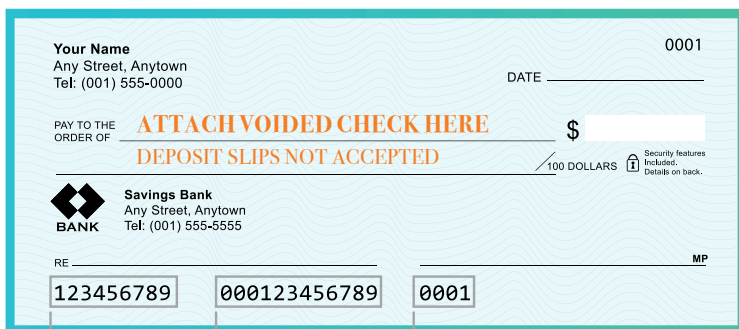 Your Name
0001
Any Street, Anytown
Tel: (001) 555-0000
DATE
PAY TO THE
ORDER OF
ATTACH VOIDED CHECK HERE
$
DEPOSIT SLIPS NOT ACCEPTED
/100 DOLLARS
Security features
Included.
Details on back.
BANK
Savings Bank
Any Street, Anytown
Tel: (001) 555-5555
RE
MP
123456789 000123456789 0001